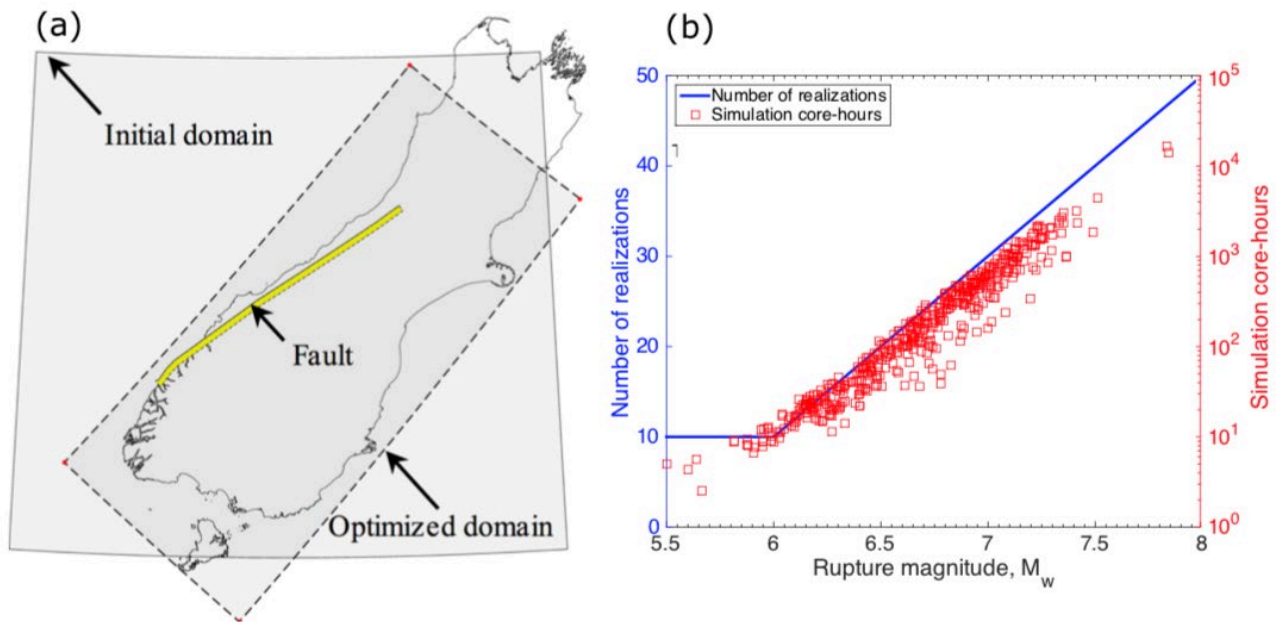 (a)
Initial domain
Fault
Optimized domain
(b)
Number of realizations
Simulation core-hours
50
40
30
20
10
0
Number of realizations
10^5
10^4
10^3
10^2
10^1
10^0
Simulation core-hours
5.5 6 6.5 7 7.5 8
Rupture magnitude, M_w